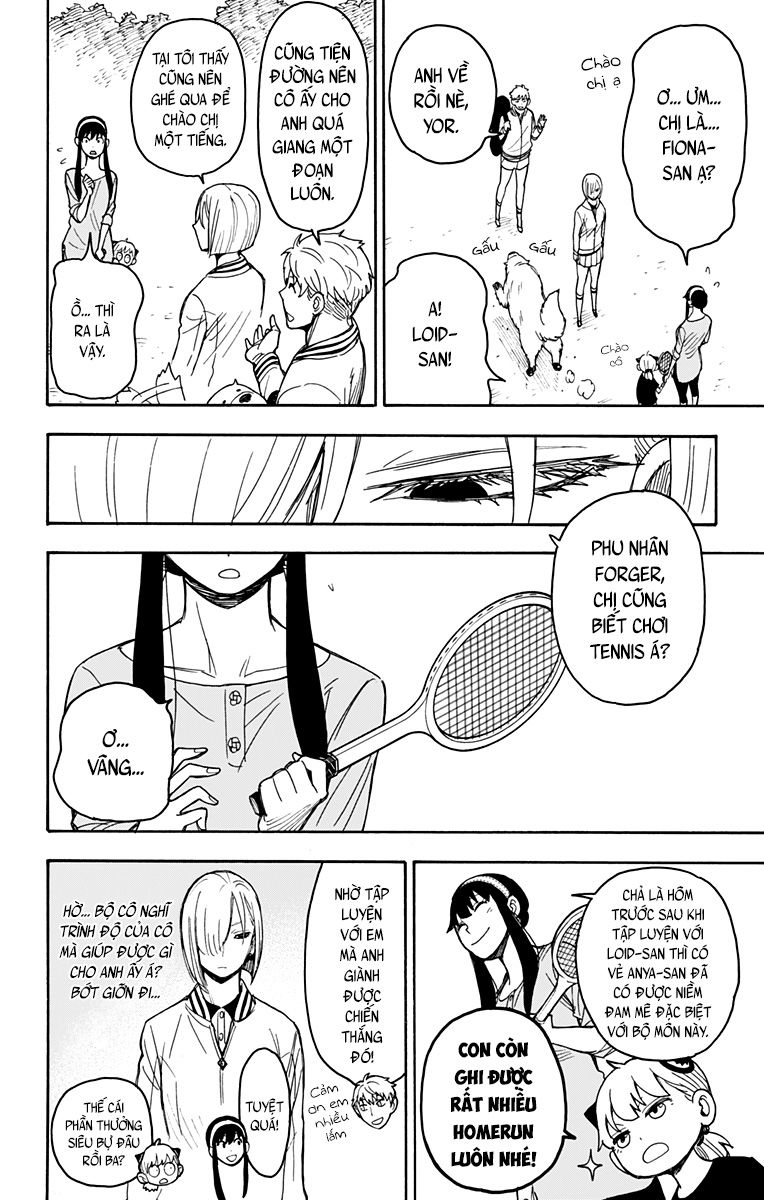 Ơ... ƯM...
CHỊ LÀ....
FIONA-
SAN Ạ?
Chào
chị ạ
ANH VỀ
RỒI NÈ,
YOR.
Gấu
Gấu
A!
LOID-
SAN!
Chào
cô
CŨNG TIỆN
ĐƯỜNG NÊN
CÔ ẤY CHO
ANH QUÁ
GIANG MỘT
ĐOẠN
LUÔN.
TẠI TÔI THẤY
CŨNG NÊN
GHÉ QUA ĐỂ
CHÀO CHỊ
MỘT TIẾNG.
Ồ... THÌ
RA LÀ
VẬY.
PHU NHÂN
FORGER,
CHỊ CŨNG
BIẾT CHƠI
TENNIS Á?
Ơ...
VÂNG...
CHẢ LÀ HÔM
TRƯỚC SAU KHI
TẬP LUYỆN VỚI
LOID-SAN THÌ CÓ
VẺ ANYA-SAN ĐÃ
CÓ ĐƯỢC NIỀM
ĐAM MÊ ĐẶC BIỆT
VỚI BỘ MÔN NÀY.
CON CÒN
GHI ĐƯỢC
RẤT NHIỀU
HOMERUN
LUÔN NHÉ!
NHỜ TẬP
LUYỆN
VỚI EM
MÀ ANH
GIÀNH
ĐƯỢC
CHIẾN
THẮNG
ĐÓ!
Cảm
ơn em
nhiều
lắm
HỜ... BỘ CÔ NGHĨ
TRÌNH ĐỘ CỦA CÔ
MÀ GIÚP ĐƯỢC GÌ
CHO ANH ẤY Á?
BỚT GIỠN ĐI...
TUYỆT
QUÁ!
THẾ CÁI
PHẦN THƯỞNG
SIÊU BỰ ĐÂU
RỒI BA?